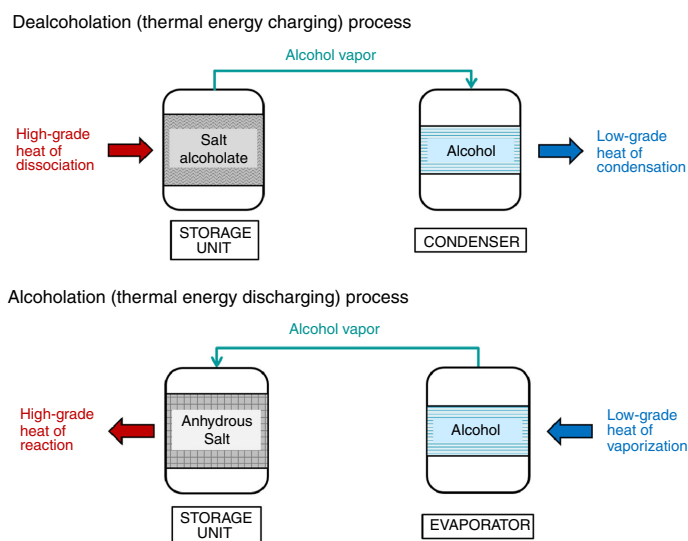 Dealcoholation (thermal energy charging) process
Alcohol vapor
High-grade
heat of
dissociation
Salt
alcoholate
Alcohol
Low-grade
heat of
condensation
STORAGE
UNIT
CONDENSER
Alcoholation (thermal energy discharging) process
Alcohol vapor
High-grade
heat of
reaction
Anhydrous
Salt
Alcohol
Low-grade
heat of
vaporization
STORAGE
UNIT
EVAPORATOR